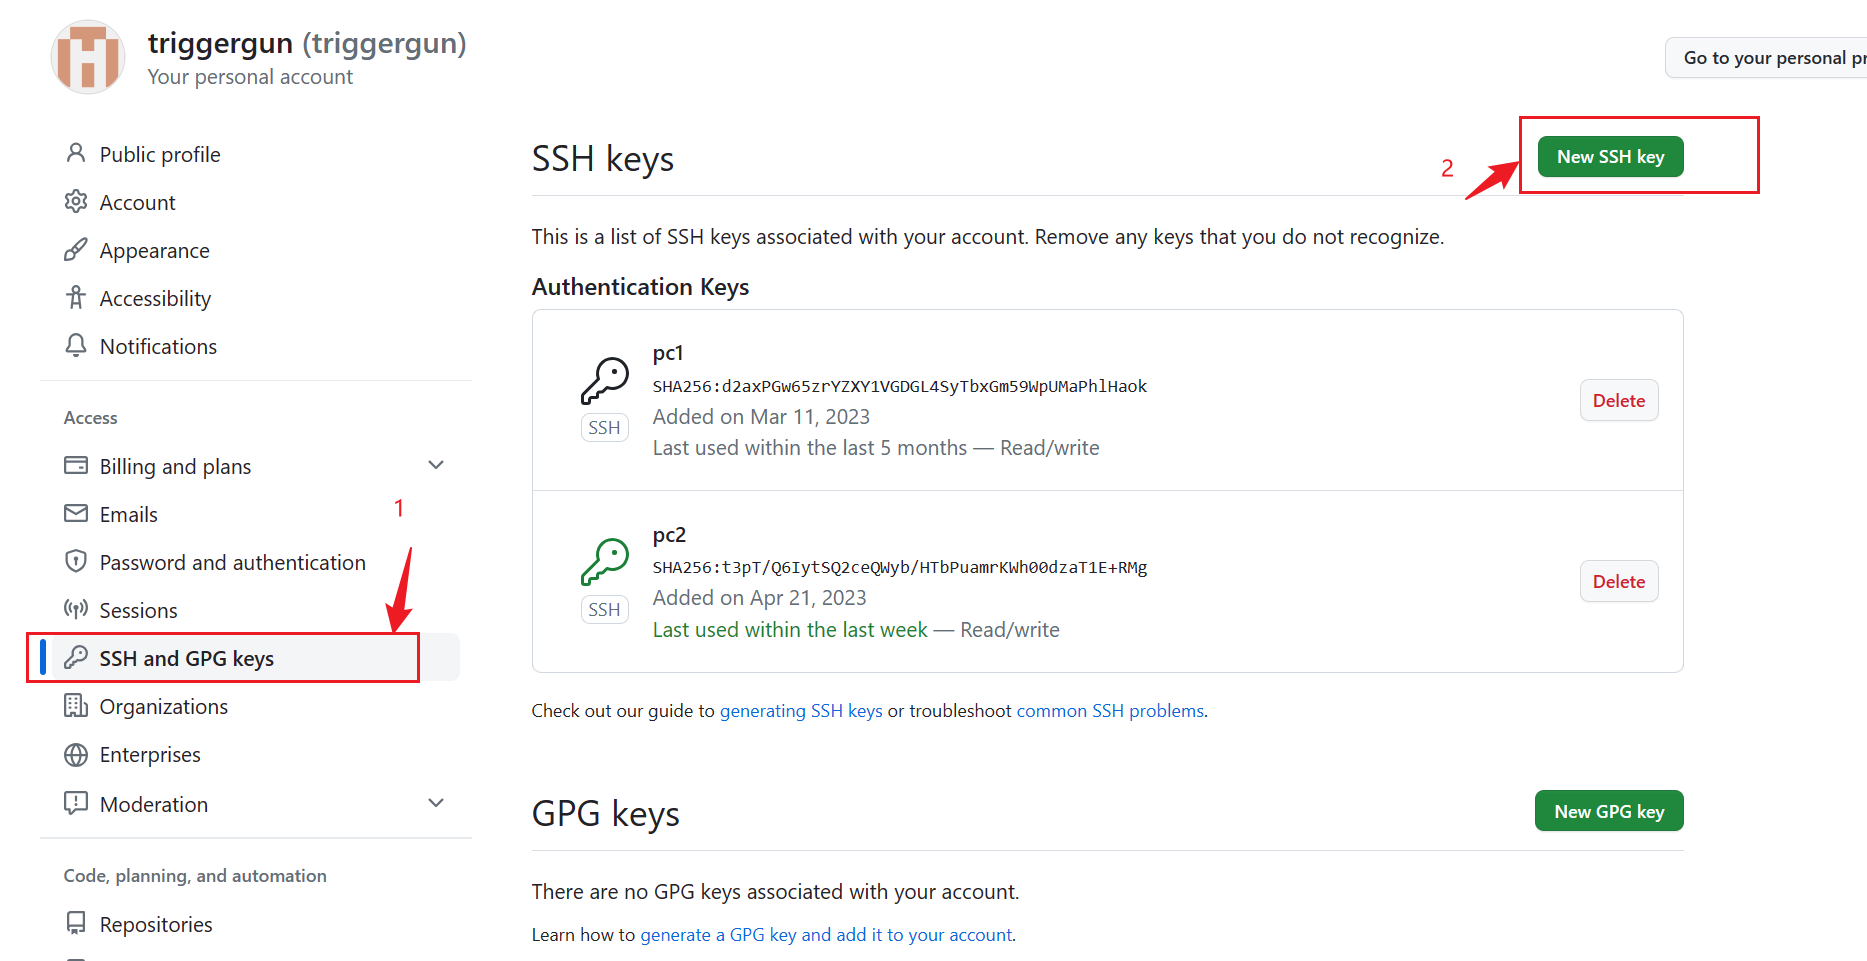 triggergun (triggergun)
Your personal account
Go to your personal pr
Public profile
Account
Appearance
Accessibility
Notifications
Access
Billing and plans
Emails
1
Password and authentication
Sessions
SSH and GPG keys
Organizations
Enterprises
Moderation
Code, planning, and automation
Repositories
SSH keys
2
New SSH key
This is a list of SSH keys associated with your account. Remove any keys that you do not recognize.
Authentication Keys
pc1
SHA256:d2axPGw65zrYZXY1VGDGL4SyTbxGm59WpUMaPhlHaok
Added on Mar 11, 2023
Last used within the last 5 months — Read/write
SSH
Delete
pc2
SHA256:t3pT/Q6IytSQ2ceQWyb/HTbPuamrKWh00dzaT1E+RMg
Added on Apr 21, 2023
Last used within the last week — Read/write
SSH
Delete
Check out our guide to generating SSH keys or troubleshoot common SSH problems.
GPG keys
New GPG key
There are no GPG keys associated with your account.
Learn how to generate a GPG key and add it to your account.